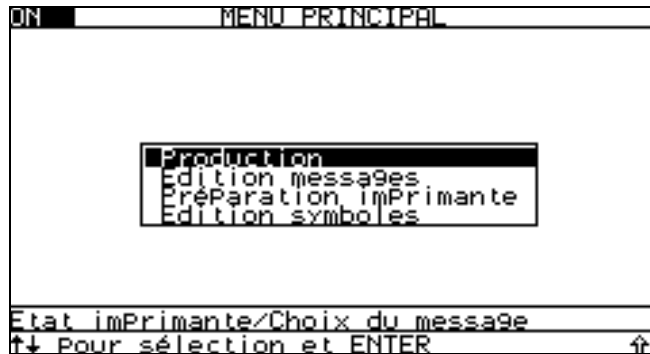 ON MENU PRINCIPAL
Production
Edition messages
Préparation imprimante
Edition symboles
Etat imprimante/Choix du message
↑↓ Pour sélection et ENTER ⇧